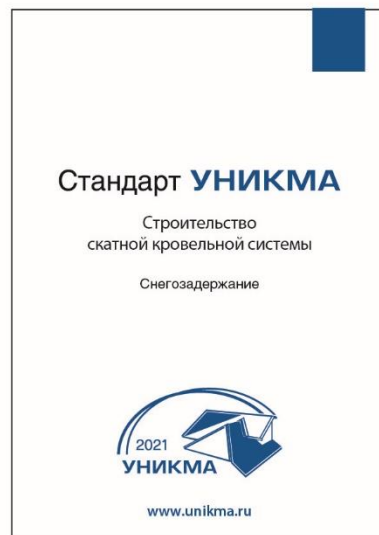 Стандарт УНИКМА
Строительство
скатной кровельной системы
Снегозадержание
2021
УНИКМА
www.unikma.ru